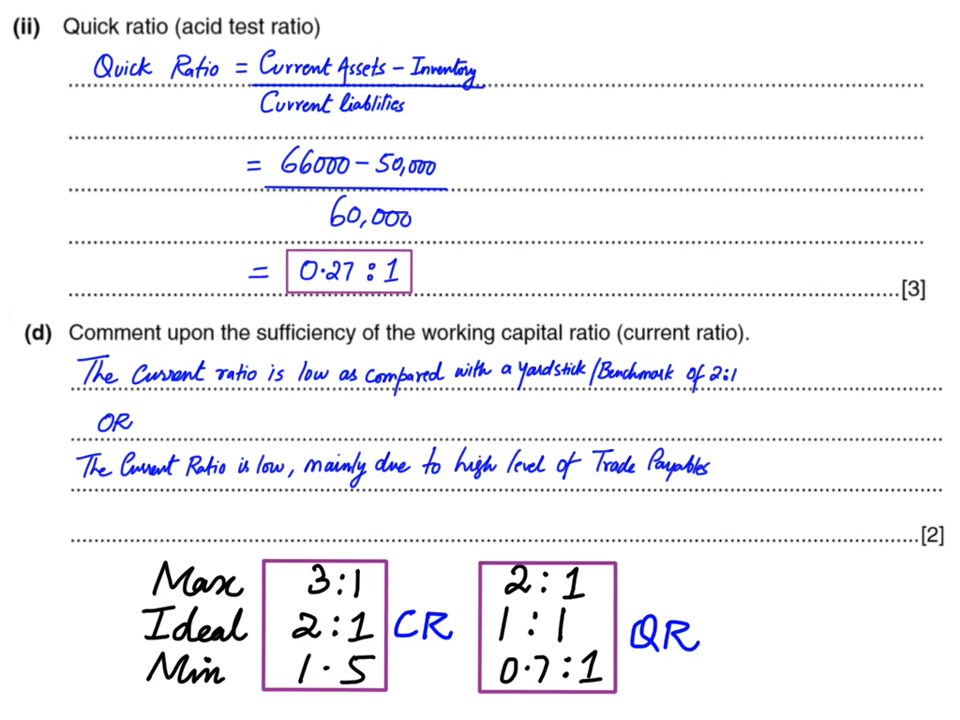 (ii) Quick ratio (acid test ratio)
Quick Ratio = Current Assets - Inventory
Current liablities
= 66000 - 50,000
60,000
= 0.27 : 1
[3]
(d) Comment upon the sufficiency of the working capital ratio (current ratio).
The Current ratio is low as compared with a yardstick/Benchmark of 2:1
OR
The Current Ratio is low, mainly due to high level of Trade Payables
[2]
Max 3:1 2:1
Ideal 2:1 CR 1:1 QR
Min 1.5 0.7:1